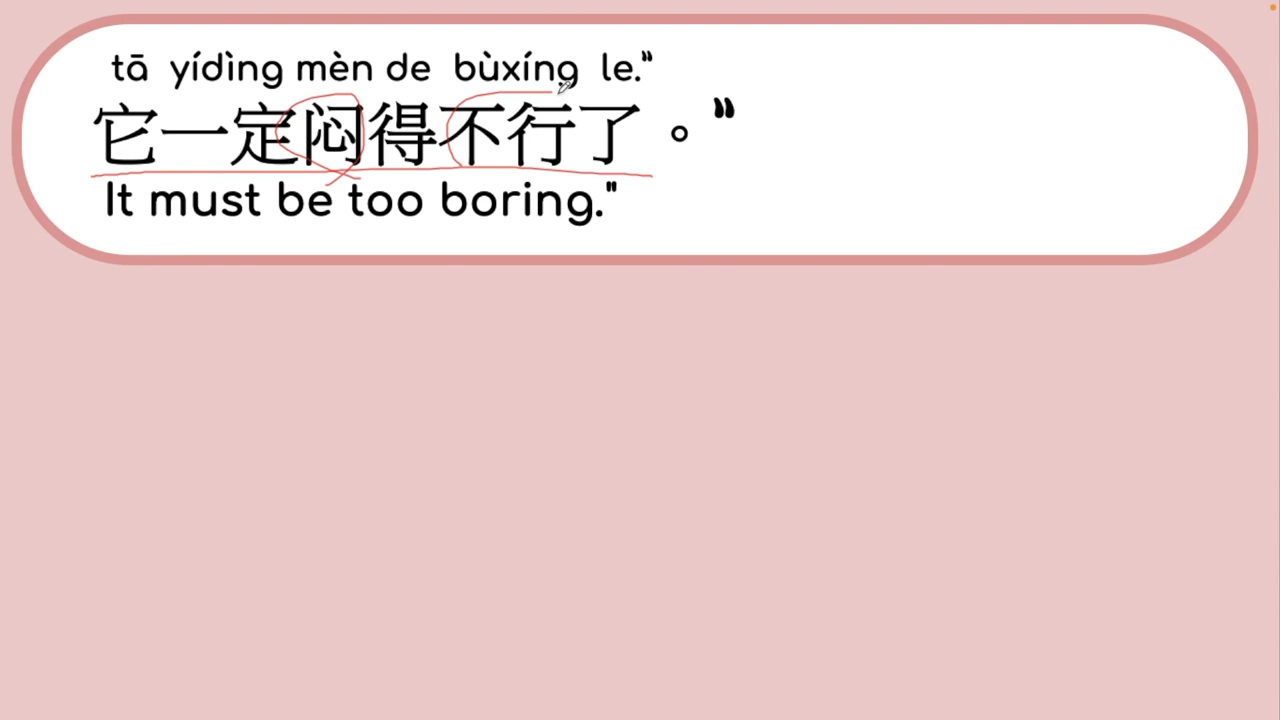 tā yídìng mèn de bùxíng le."
它一定闷得不行了。”
It must be too boring."